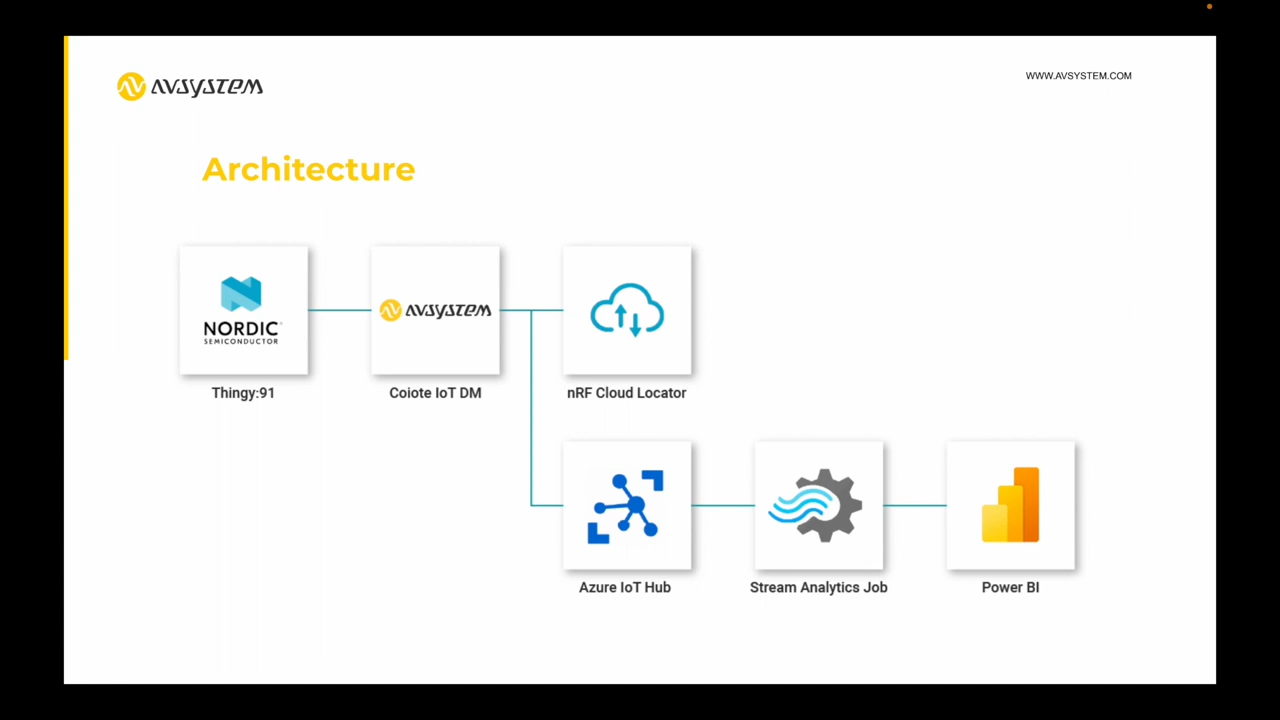 AVSYSTEM
WWW.AVSYSTEM.COM
Architecture
NORDIC
SEMICONDUCTOR
AVSYSTEM
Thingy:91
Coiote IoT DM
nRF Cloud Locator
Azure IoT Hub
Stream Analytics Job
Power BI